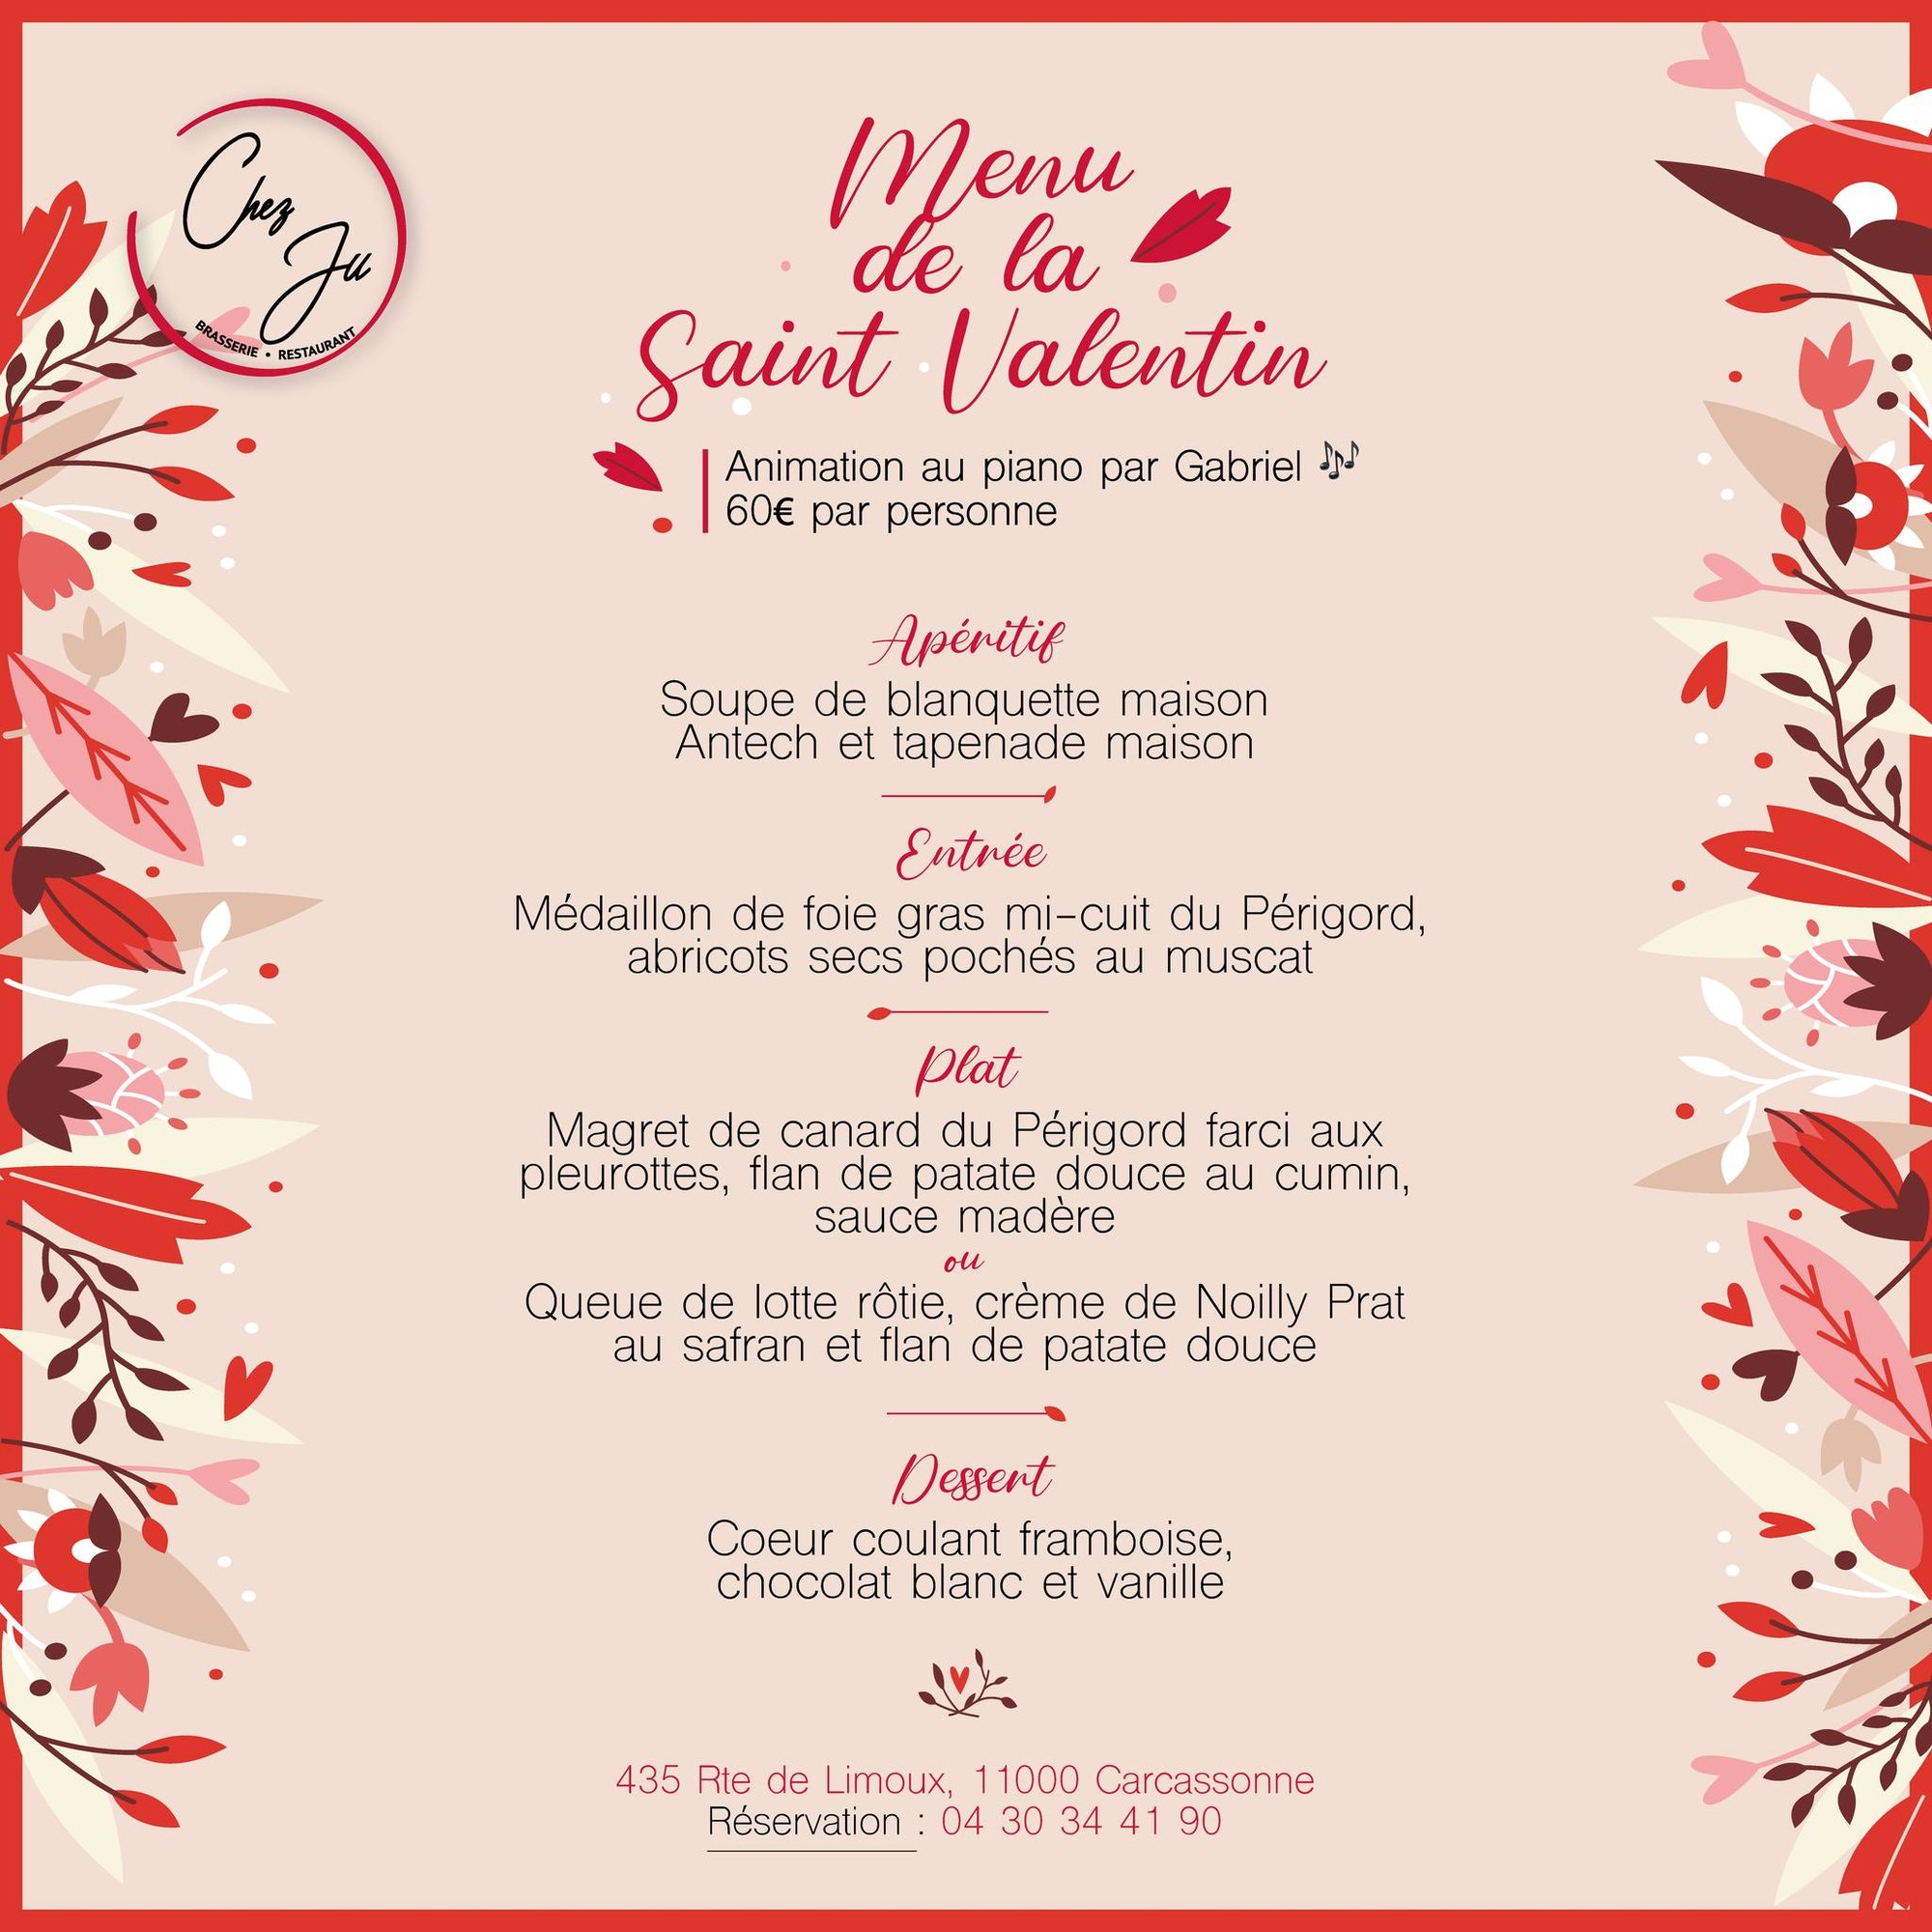 Chez
Ju
BRASSERIE • RESTAURANT
Menu
de la
Saint Valentin
Animation au piano par Gabriel 🎶
60€ par personne
Apéritif
Soupe de blanquette maison
Antech et tapenade maison
Entrée
Médaillon de foie gras mi-cuit du Périgord,
abricots secs pochés au muscat
Plat
Magret de canard du Périgord farci aux
pleurottes, flan de patate douce au cumin,
sauce madère
ou
Queue de lotte rôtie, crème de Noilly Prat
au safran et flan de patate douce
Dessert
Coeur coulant framboise,
chocolat blanc et vanille
435 Rte de Limoux, 11000 Carcassonne
Réservation : 04 30 34 41 90